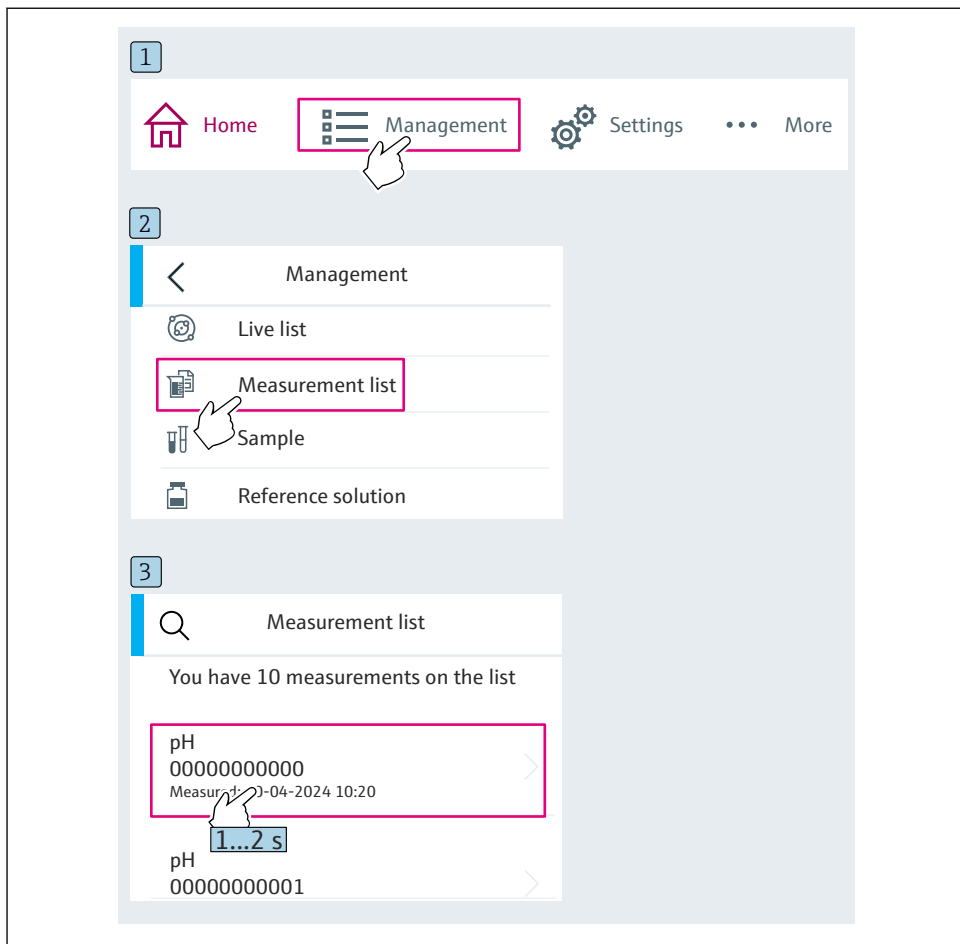 1
Home Management Settings More
2
Management
Live list
Measurement list
Sample
Reference solution
3
Measurement list
You have 10 measurements on the list
pH
00000000000
0-04-2024 10:20
1...2 s
pH
00000000001